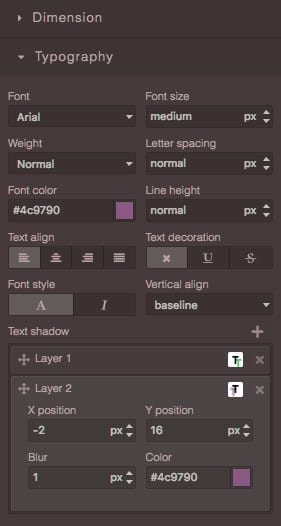 Dimension
Typography
Font Font size
Arial medium px
Weight Letter spacing
Normal normal px
Font color Line height
#4c9790 normal px
Text align Text decoration
U S
Font style Vertical align
A I baseline
Text shadow
Layer 1 T T
Layer 2 T T
X position Y position
-2 px 16 px
Blur Color
1 px #4c9790